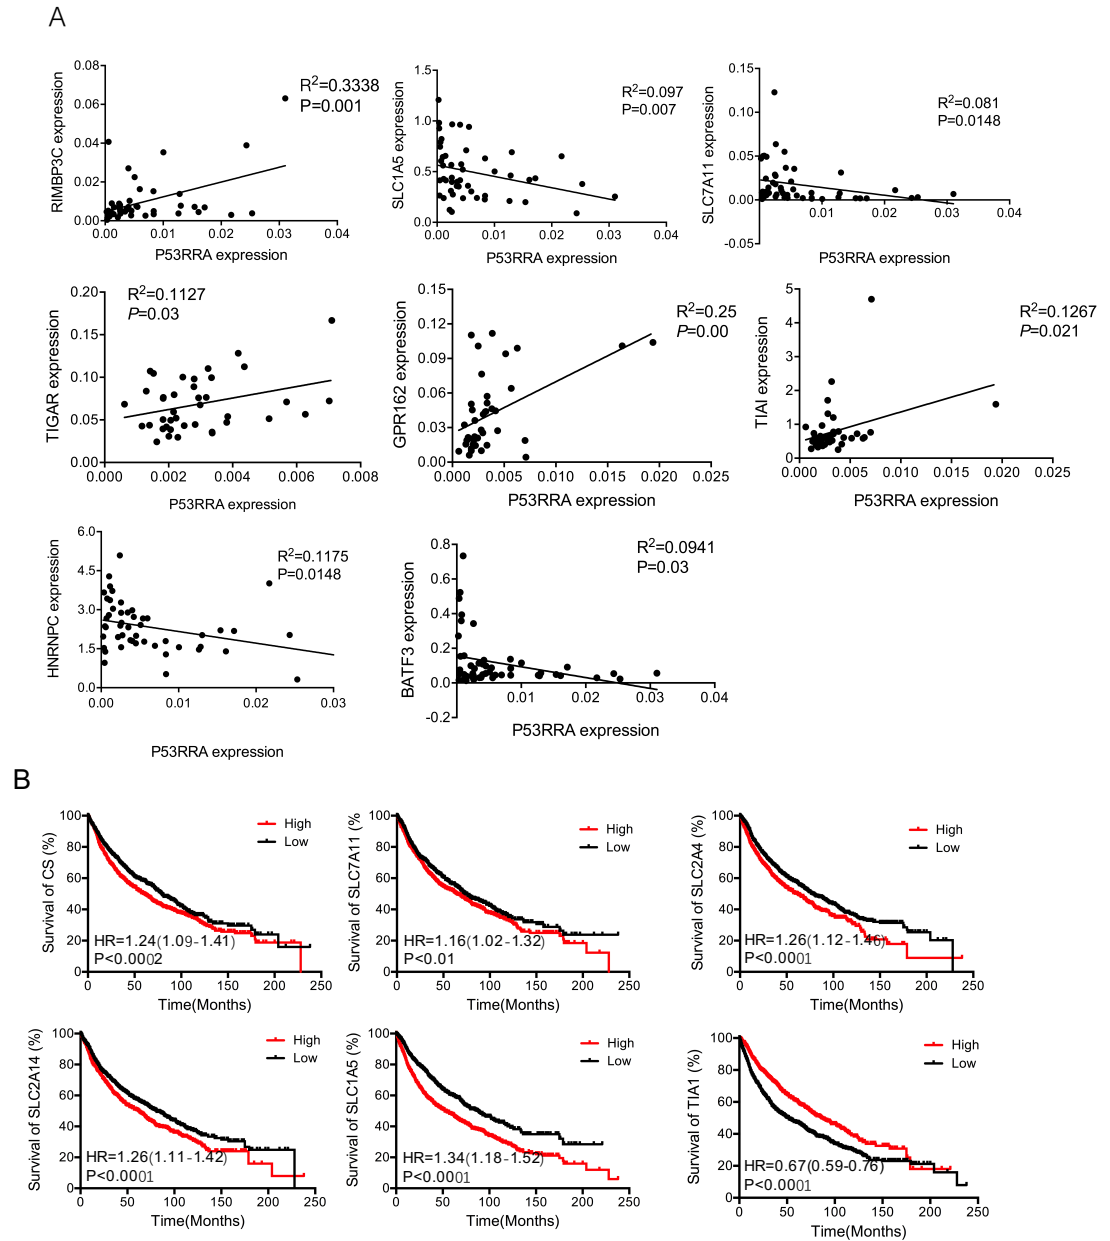 A
RIMBP3C expression
0.08
0.06
0.04
0.02
0.00
0.00 0.01 0.02 0.03 0.04
P53RRA expression
R2=0.3338
P=0.001
SLC1A5 expression
1.5
1.0
0.5
0.0
0.00 0.01 0.02 0.03 0.04
P53RRA expression
R2=0.097
P=0.007
SLC7A11 expression
0.15
0.10
0.05
0.00
-0.05
0.01 0.02 0.03 0.04
P53RRA expression
R2=0.081
P=0.0148
TIGAR expression
0.20
0.15
0.10
0.05
0.00
0.000 0.002 0.004 0.006 0.008
P53RRA expression
R2=0.1127
P=0.03
GPR162 expression
0.15
0.12
0.09
0.06
0.03
0.00
0.000 0.005 0.010 0.015 0.020 0.025
P53RRA expression
R2=0.25
P=0.00
TIAI expression
5
4
3
2
1
0
0.000 0.005 0.010 0.015 0.020 0.025
P53RRA expression
R2=0.1267
P=0.021
HNRNPC expression
6.0
4.5
3.0
1.5
0.0
0.00 0.01 0.02 0.03
P53RRA expression
R2=0.1175
P=0.0148
BATF3 expression
0.8
0.6
0.4
0.2
0.0
-0.2
0.01 0.02 0.03 0.04
P53RRA expression
R2=0.0941
P=0.03
B
Survival of CS (%)
100
80
60
40
20
0
0 50 100 150 200 250
Time(Months)
High
Low
HR=1.24(1.09-1.41)
P<0.0002
Survival of SLC7A11 (%
100
80
60
40
20
0
0 50 100 150 200 250
Time(Months)
High
Low
HR=1.16(1.02-1.32)
P<0.01
Survival of SLC2A4 (%)
100
80
60
40
20
0
0 50 100 150 200 250
Time(Months)
High
Low
HR=1.26(1.12-1.46)
P<0.0001
Survival of SLC2A14 (%)
100
80
60
40
20
0
0 50 100 150 200 250
Time(Months)
High
Low
HR=1.26(1.11-1.42)
P<0.0001
Survival of SLC1A5 (%)
100
80
60
40
20
0
0 50 100 150 200 250
Time(Months)
High
Low
HR=1.34(1.18-1.52)
P<0.0001
Survival of TIA1 (%)
100
80
60
40
20
0
0 50 100 150 200 250
Time(Months)
High
Low
HR=0.67(0.59-0.76)
P<0.0001